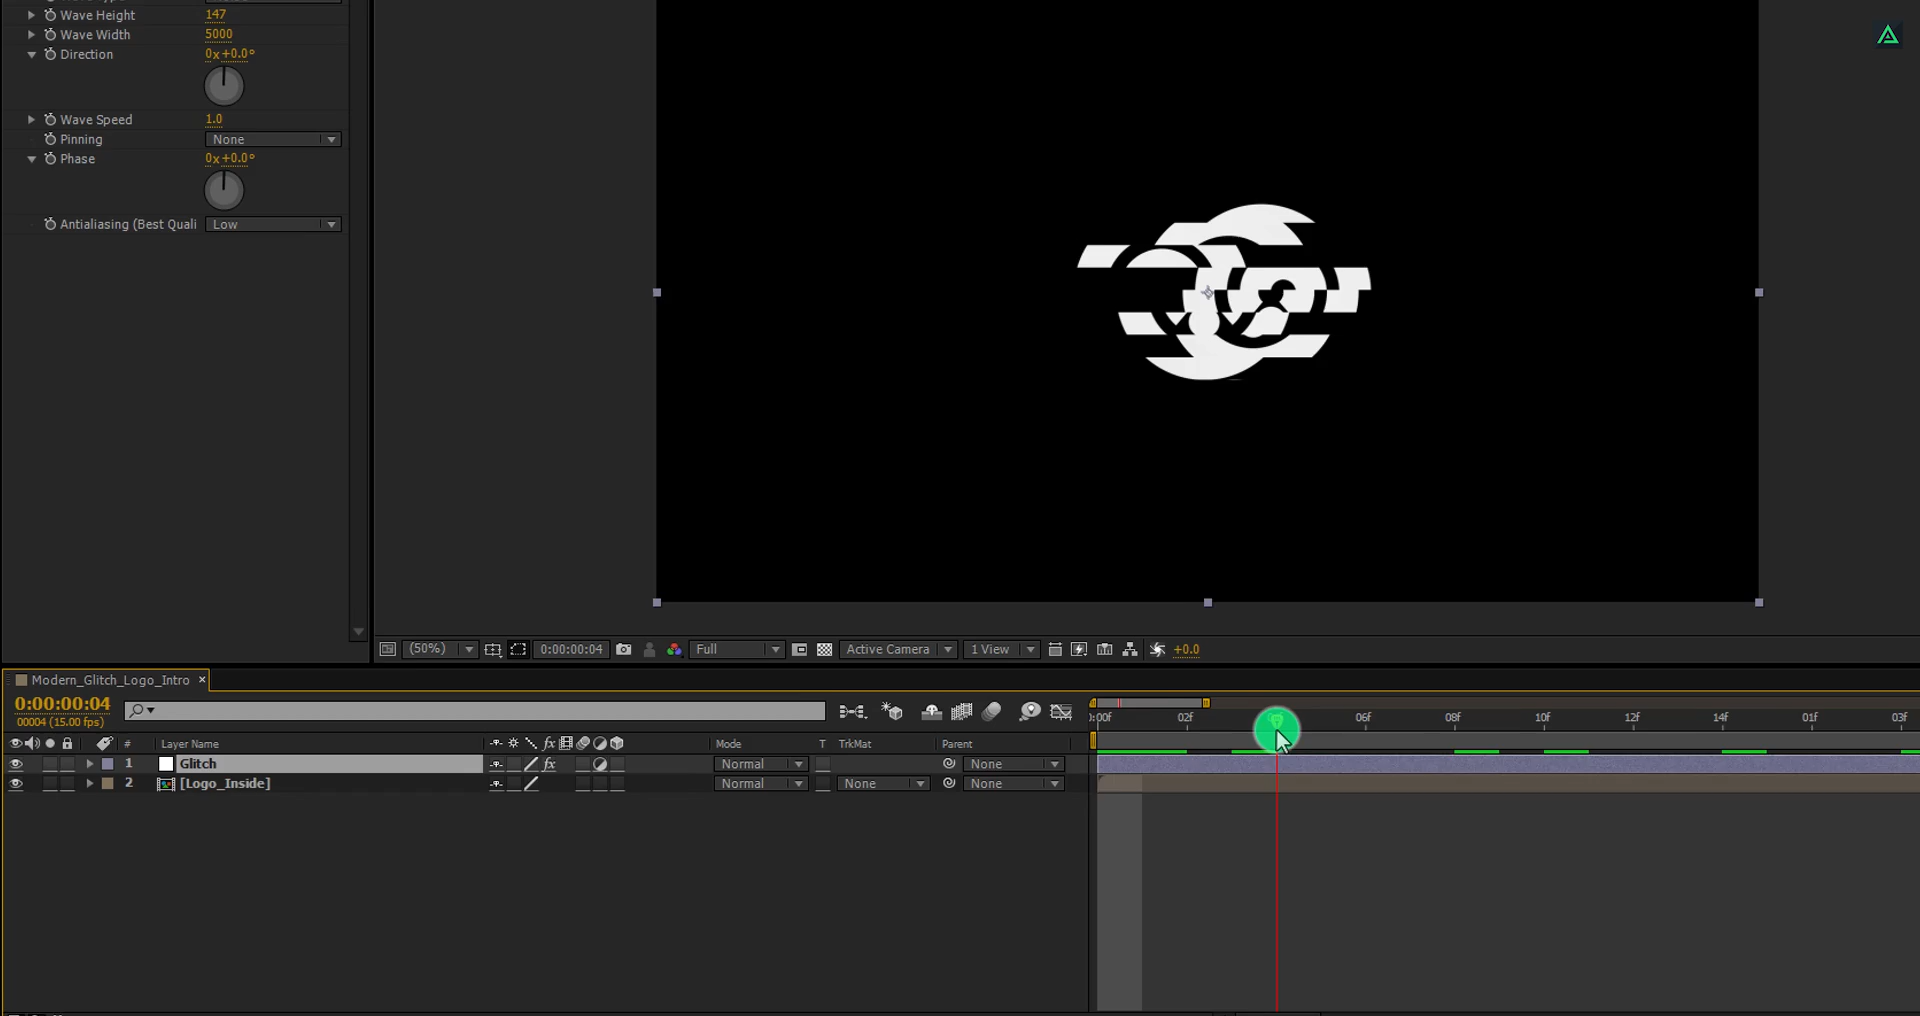 Wave Height 147
Wave Width 5000
Direction 0x+0.0°
Wave Speed 1.0
Pinning None
Phase 0x+0.0°
Antialiasing (Best Quali Low
(50%) 0:00:00:04 Full Active Camera 1 View +0.0
Modern_Glitch_Logo_Intro ×
0:00:00:04
00004 (15.00 fps)
:00f 02f 06f 08f 10f 12f 14f 01f 03f
# Layer Name fx Mode T TrkMat Parent
1 Glitch fx Normal None
2 [Logo_Inside] Normal None None